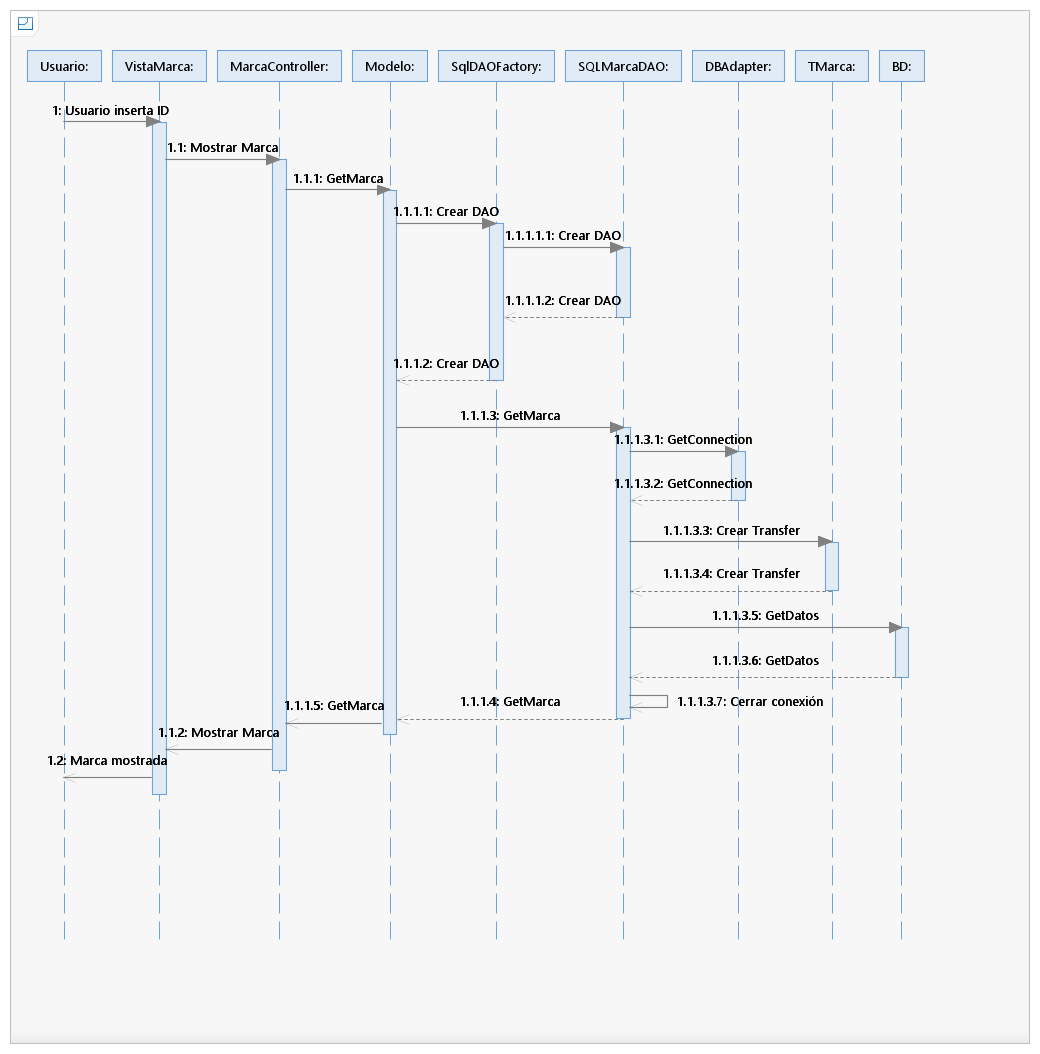 Usuario:
VistaMarca:
MarcaController:
Modelo:
SqlDAOFactory:
SQLMarcaDAO:
DBAdapter:
TMarca:
BD:
1: Usuario inserta ID
1.1: Mostrar Marca
1.1.1: GetMarca
1.1.1.1: Crear DAO
1.1.1.1.1: Crear DAO
1.1.1.1.2: Crear DAO
1.1.1.2: Crear DAO
1.1.1.3: GetMarca
1.1.1.3.1: GetConnection
1.1.1.3.2: GetConnection
1.1.1.3.3: Crear Transfer
1.1.1.3.4: Crear Transfer
1.1.1.3.5: GetDatos
1.1.1.3.6: GetDatos
1.1.1.3.7: Cerrar conexión
1.1.1.4: GetMarca
1.1.1.5: GetMarca
1.1.2: Mostrar Marca
1.2: Marca mostrada